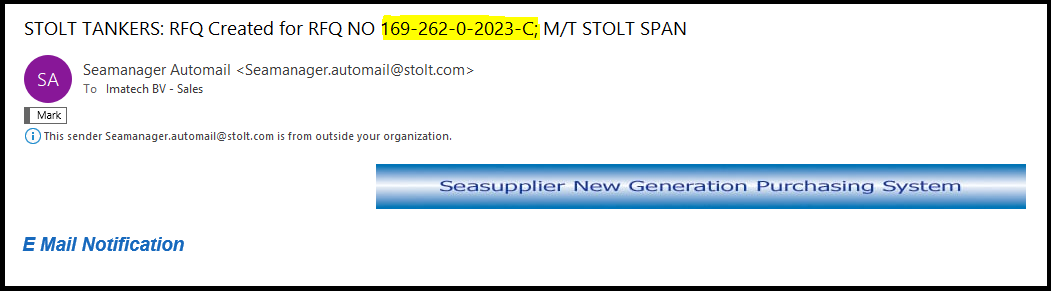 STOLT TANKERS: RFQ Created for RFQ NO 169-262-0-2023-C; M/T STOLT SPAN
SA
Seamanager Automail <Seamanager.automail@stolt.com>
To Imatech BV - Sales
Mark
This sender Seamanager.automail@stolt.com is from outside your organization.
Seasupplier New Generation Purchasing System
E Mail Notification